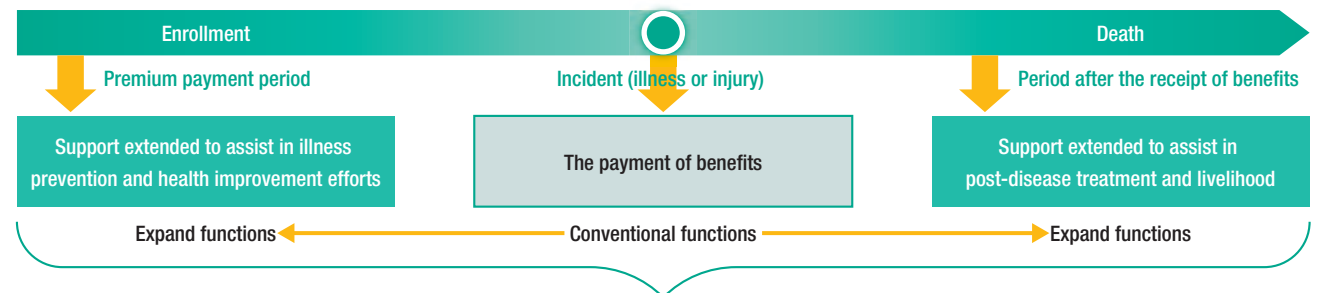 Enrollment
Death
Premium payment period
Incident (illness or injury)
Period after the receipt of benefits
Support extended to assist in illness
prevention and health improvement efforts
The payment of benefits
Support extended to assist in
post-disease treatment and livelihood
Expand functions
Conventional functions
Expand functions